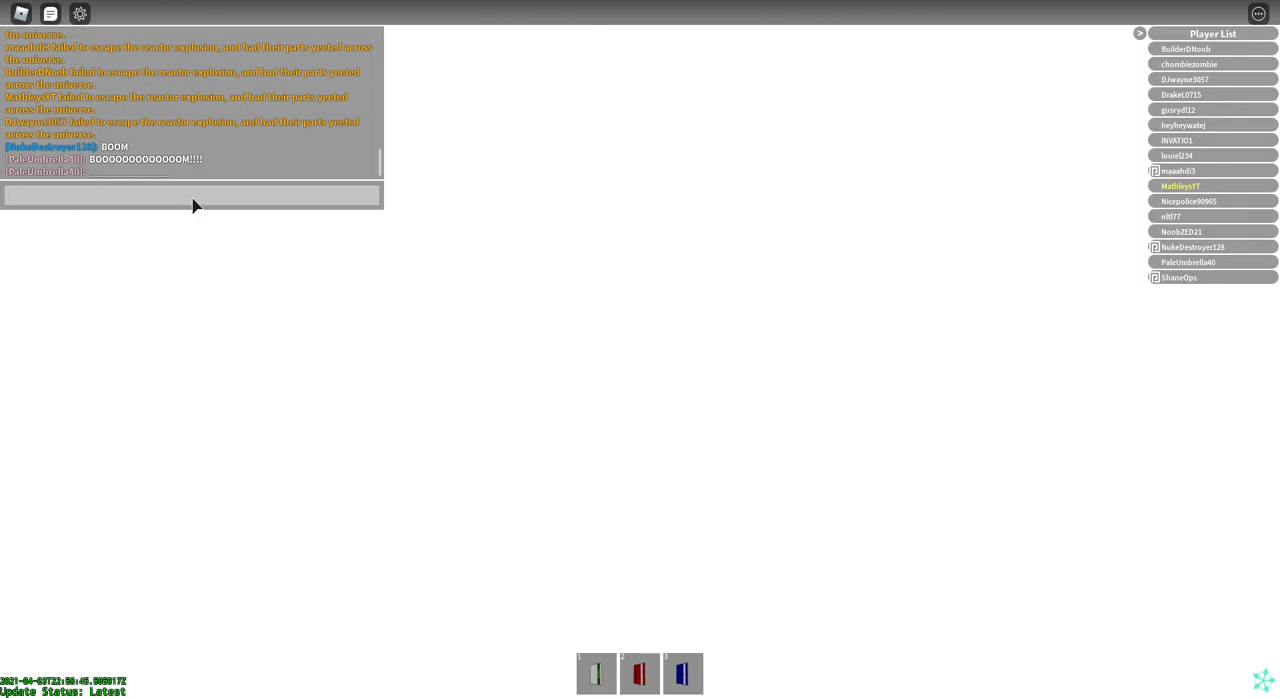 the universe.
maaahdi3 failed to escape the reactor explosion, and had their parts yeeted across
the universe.
BuilderDNoob failed to escape the reactor explosion, and had their parts yeeted
across the universe.
MathleysYT failed to escape the reactor explosion, and had their parts yeeted
across the universe.
DJwayne3057 failed to escape the reactor explosion, and had their parts yeeted
across the universe.
[NukeDestroyer128]: BOOM
[PaleUmbrella40]: BOOOOOOOOOOOOM!!!!
[PaleUmbrella40]: _________________
Player List
BuilderDNoob
chombiezombie
DJwayne3057
DrakeL0715
gusrydl12
heyheywatej
INVATIO1
louiel234
maaahdi3
MathleysYT
Nicepolice90965
nltl77
NoobZED21
NukeDestroyer128
PaleUmbrella40
ShaneOps
1 2 3
Update Status: Latest